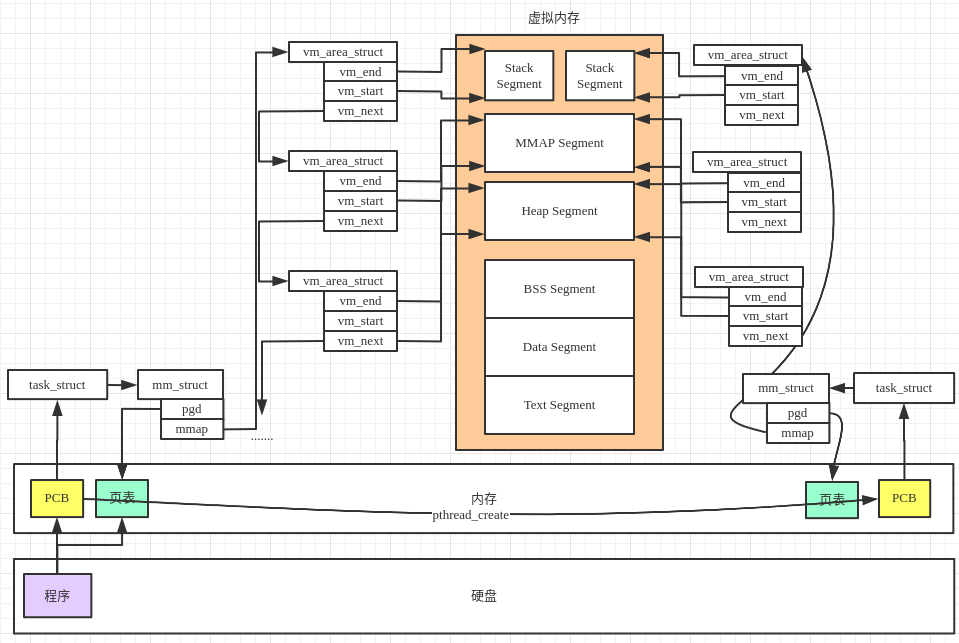 虚拟内存
vm_area_struct
vm_end
vm_start
vm_next
vm_area_struct
vm_end
vm_start
vm_next
vm_area_struct
vm_end
vm_start
vm_next
Stack
Segment
Stack
Segment
MMAP Segment
Heap Segment
BSS Segment
Data Segment
Text Segment
vm_area_struct
vm_end
vm_start
vm_next
vm_area_struct
vm_end
vm_start
vm_next
vm_area_struct
vm_end
vm_start
vm_next
task_struct
mm_struct
pgd
mmap
.......
mm_struct
pgd
mmap
task_struct
PCB
页表
内存
pthread_create
页表
PCB
程序
硬盘